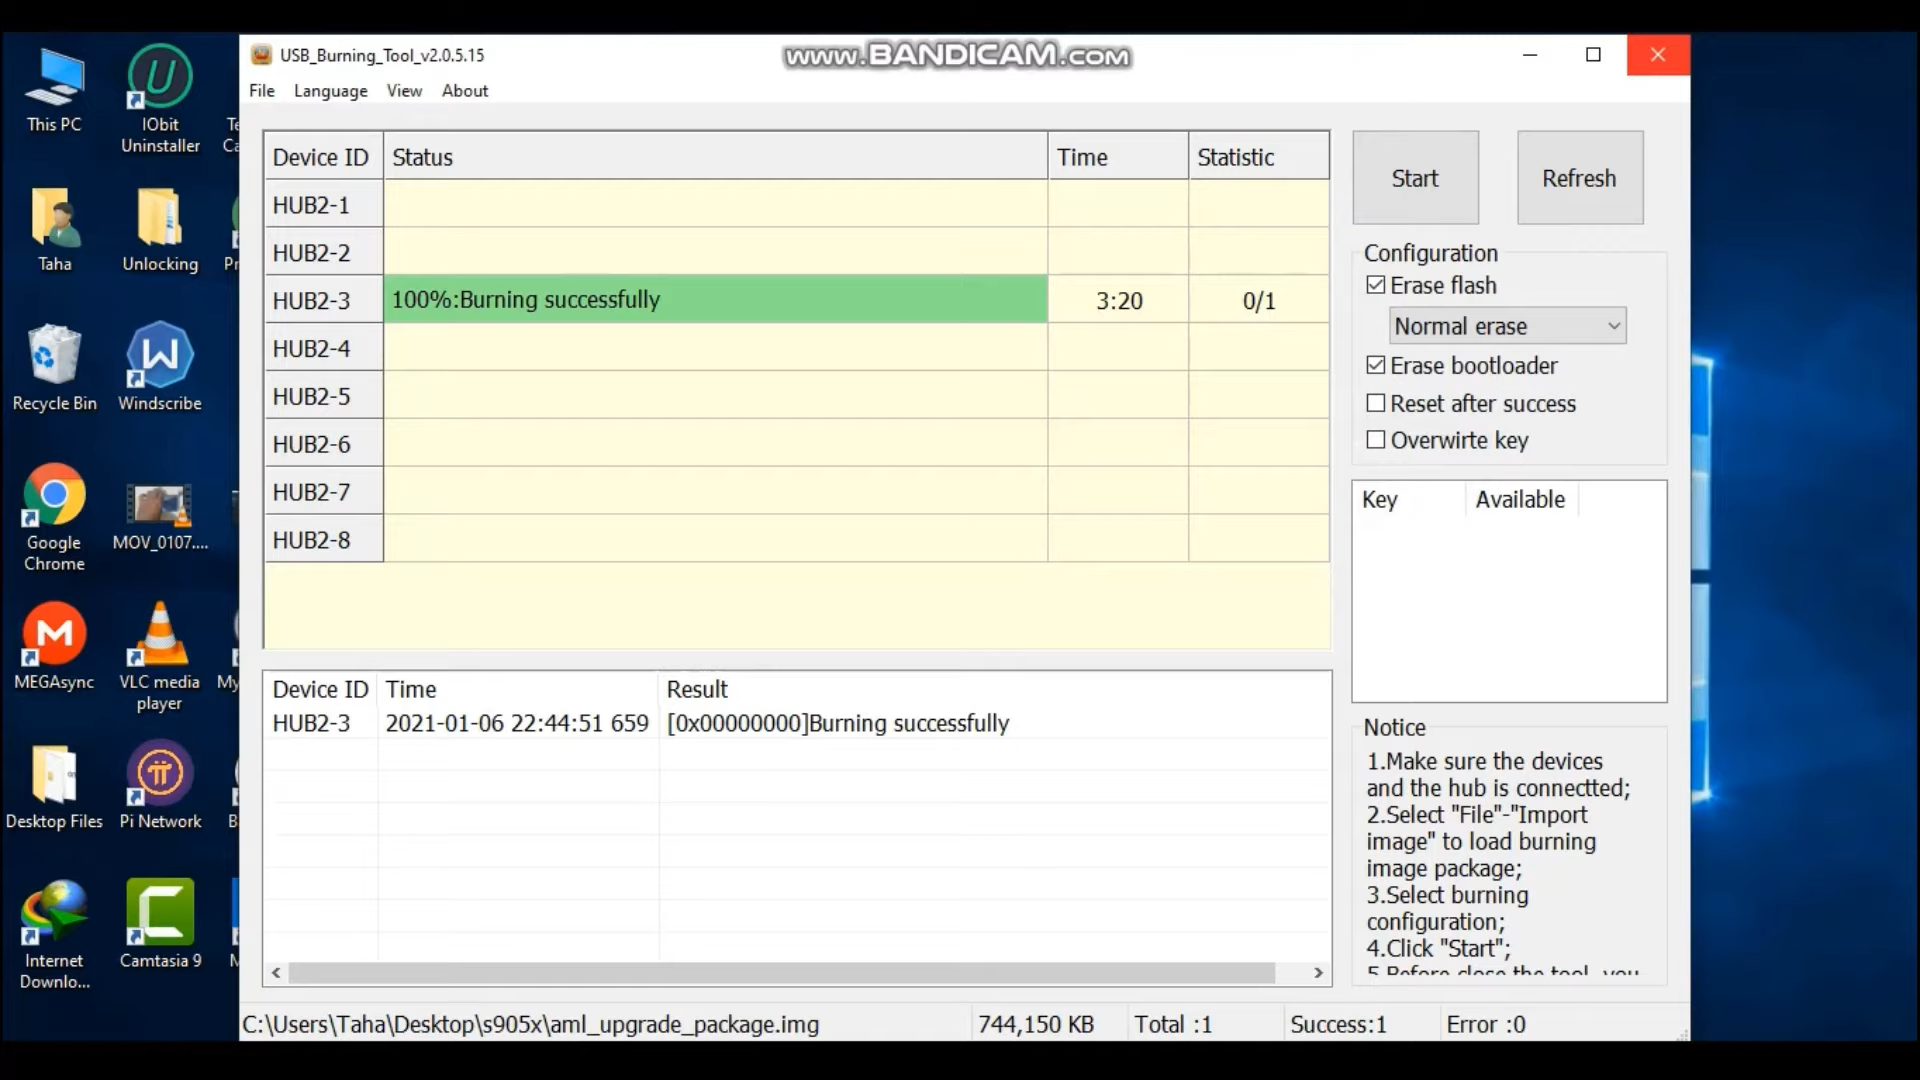 USB_Burning_Tool_v2.0.5.15
www.BANDICAM.com
File Language View About
This PC
IObit
Uninstaller
Taha
Unlocking
Recycle Bin
Windscribe
Google
Chrome
MOV_0107....
MEGAsync
VLC media
player
Desktop Files
Pi Network
Internet
Downlo...
Camtasia 9
Device ID Status Time Statistic
HUB2-1
HUB2-2
HUB2-3 100%:Burning successfully 3:20 0/1
HUB2-4
HUB2-5
HUB2-6
HUB2-7
HUB2-8
Start Refresh
Configuration
Erase flash
Normal erase
Erase bootloader
Reset after success
Overwirte key
Key Available
Device ID Time Result
HUB2-3 2021-01-06 22:44:51 659 [0x00000000]Burning successfully
Notice
1.Make sure the devices
and the hub is connectted;
2.Select "File"-"Import
image" to load burning
image package;
3.Select burning
configuration;
4.Click "Start";
5.Before close the tool, you
C:\Users\Taha\Desktop\s905x\aml_upgrade_package.img 744,150 KB Total :1 Success:1 Error :0